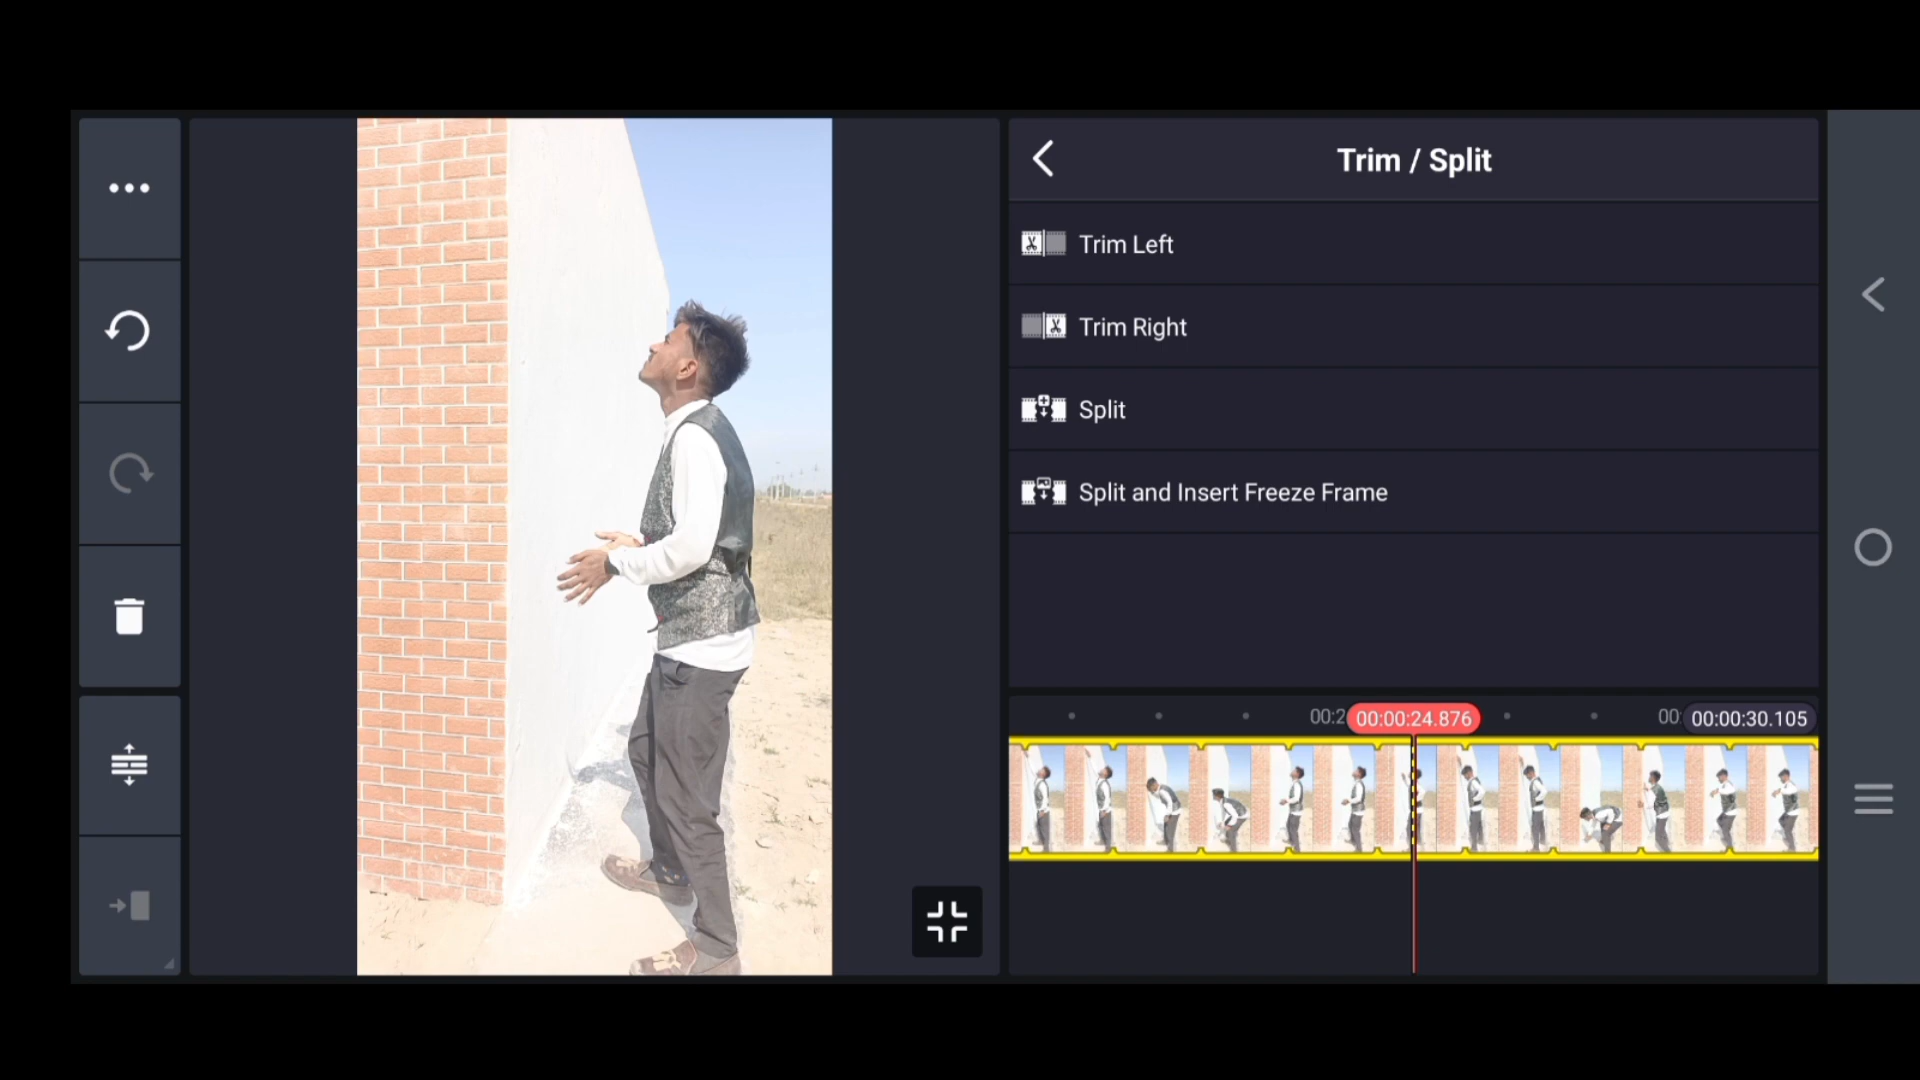 Trim / Split
Trim Left
Trim Right
Split
Split and Insert Freeze Frame
00:2 00:00:24.876 00: 00:00:30.105